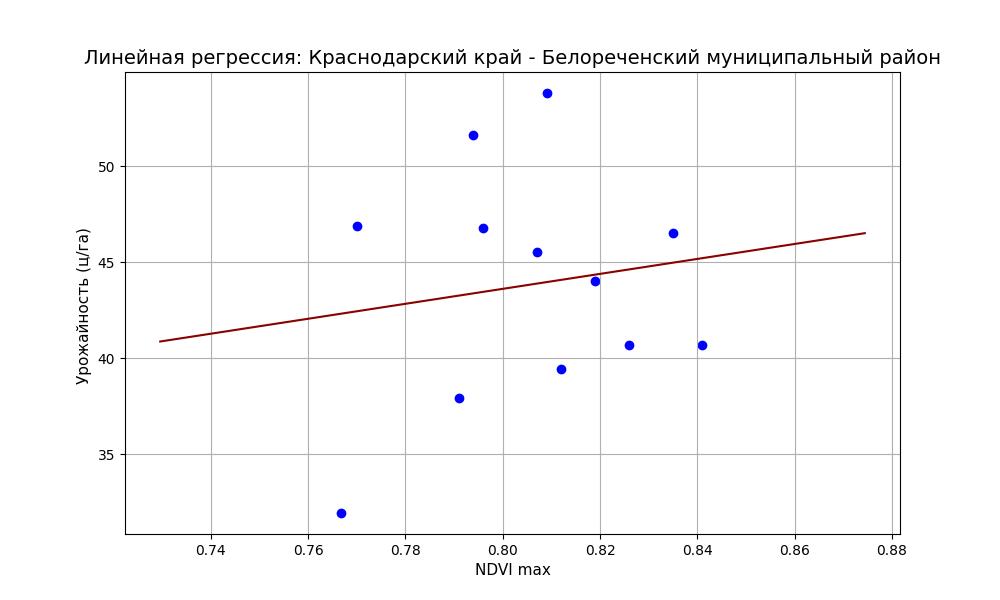 Линейная регрессия: Краснодарский край - Белореченский муниципальный район
50
45
40
35
Урожайность (ц/га)
0.74 0.76 0.78 0.80 0.82 0.84 0.86 0.88
NDVI max